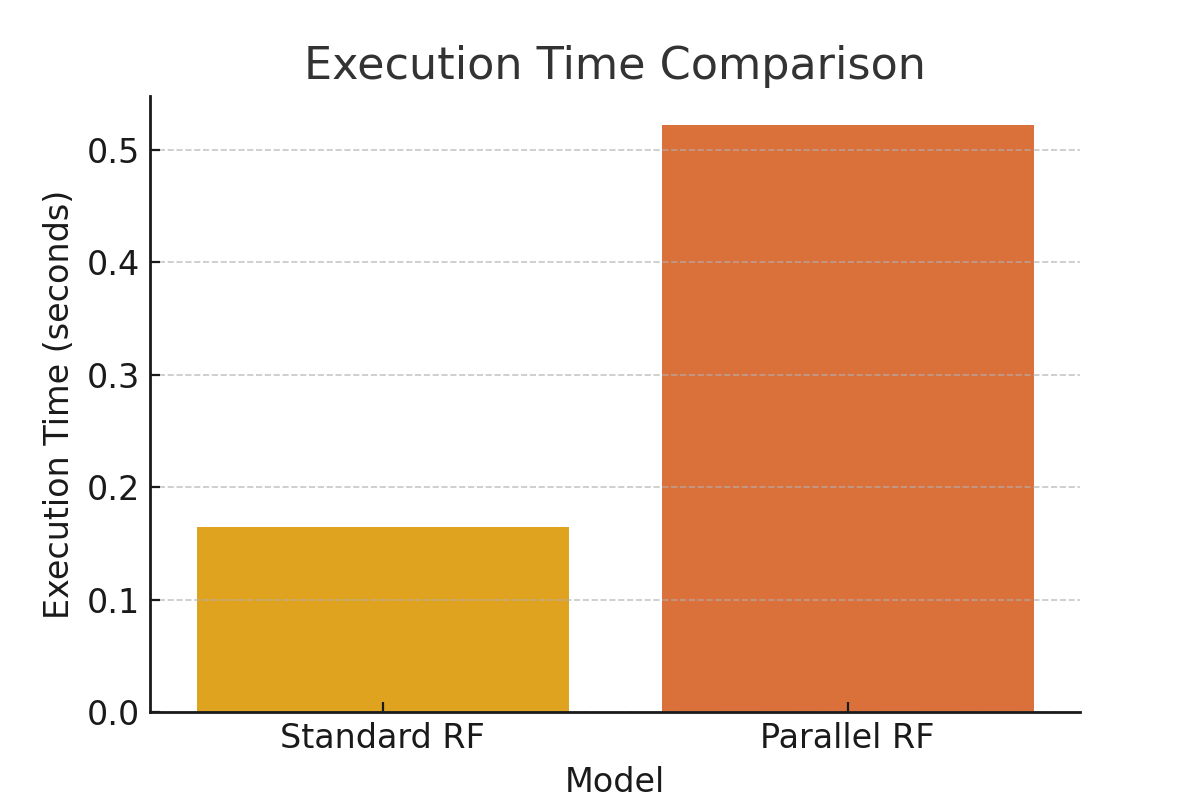 Execution Time Comparison
Execution Time (seconds)
0.5
0.4
0.3
0.2
0.1
0.0
Standard RF
Parallel RF
Model